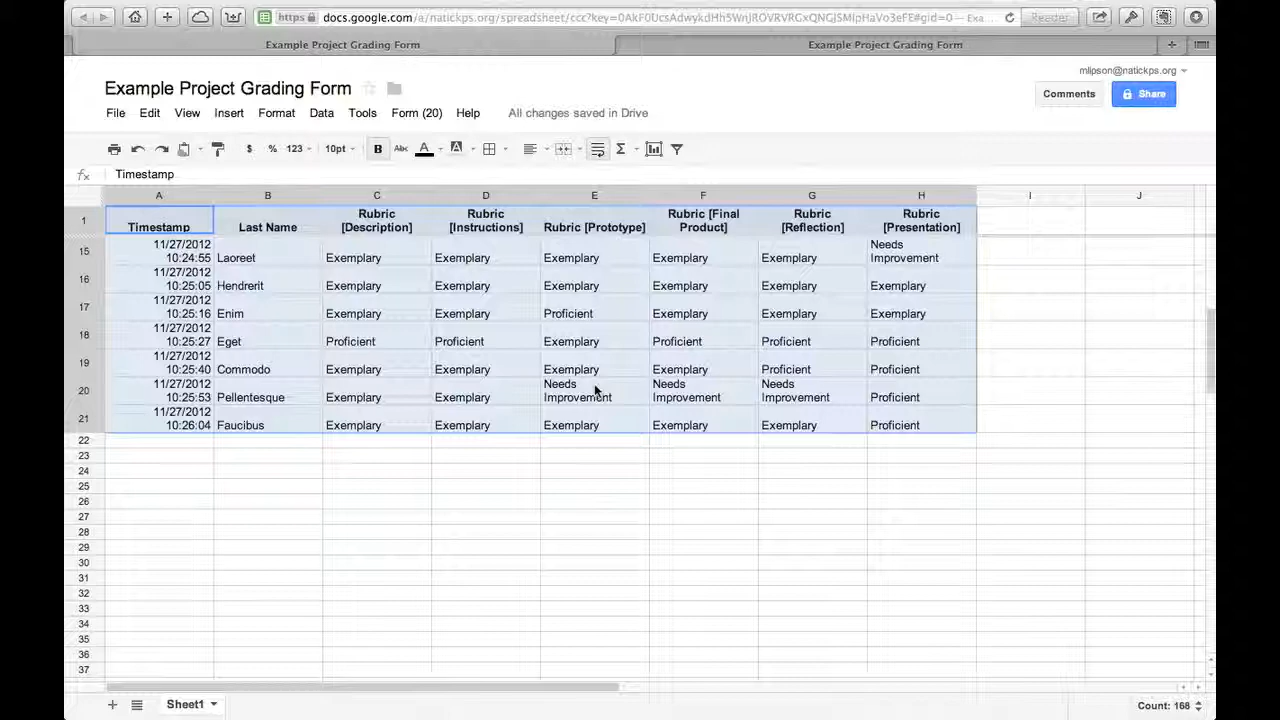 https docs.google.com/a/natickps.org/spreadsheet/ccc?key= Reader
Example Project Grading Form
Example Project Grading Form
mlipson@natickps.org
Example Project Grading Form
Comments
Share
File Edit View Insert Format Data Tools Form (20) Help All changes saved in Drive
$ % 123 10pt B Abc A A Σ
fx Timestamp
A B C D E F G H I J
1 Timestamp Last Name Rubric [Description] Rubric [Instructions] Rubric [Prototype] Rubric [Final Product] Rubric [Reflection] Rubric [Presentation]
15 11/27/2012 10:24:55 Laoreet Exemplary Exemplary Exemplary Exemplary Exemplary Needs Improvement
16 11/27/2012 10:25:05 Hendrerit Exemplary Exemplary Exemplary Exemplary Exemplary Exemplary
17 11/27/2012 10:25:16 Enim Exemplary Exemplary Proficient Exemplary Exemplary Exemplary
18 11/27/2012 10:25:27 Eget Proficient Proficient Exemplary Proficient Proficient Proficient
19 11/27/2012 10:25:40 Commodo Exemplary Exemplary Exemplary Exemplary Proficient Proficient
20 11/27/2012 10:25:53 Pellentesque Exemplary Exemplary Needs Improvement Needs Improvement Needs Improvement Proficient
21 11/27/2012 10:26:04 Faucibus Exemplary Exemplary Exemplary Exemplary Exemplary Proficient
22
23
24
25
26
27
28
29
30
31
32
33
34
35
36
37
Sheet1
Count: 168